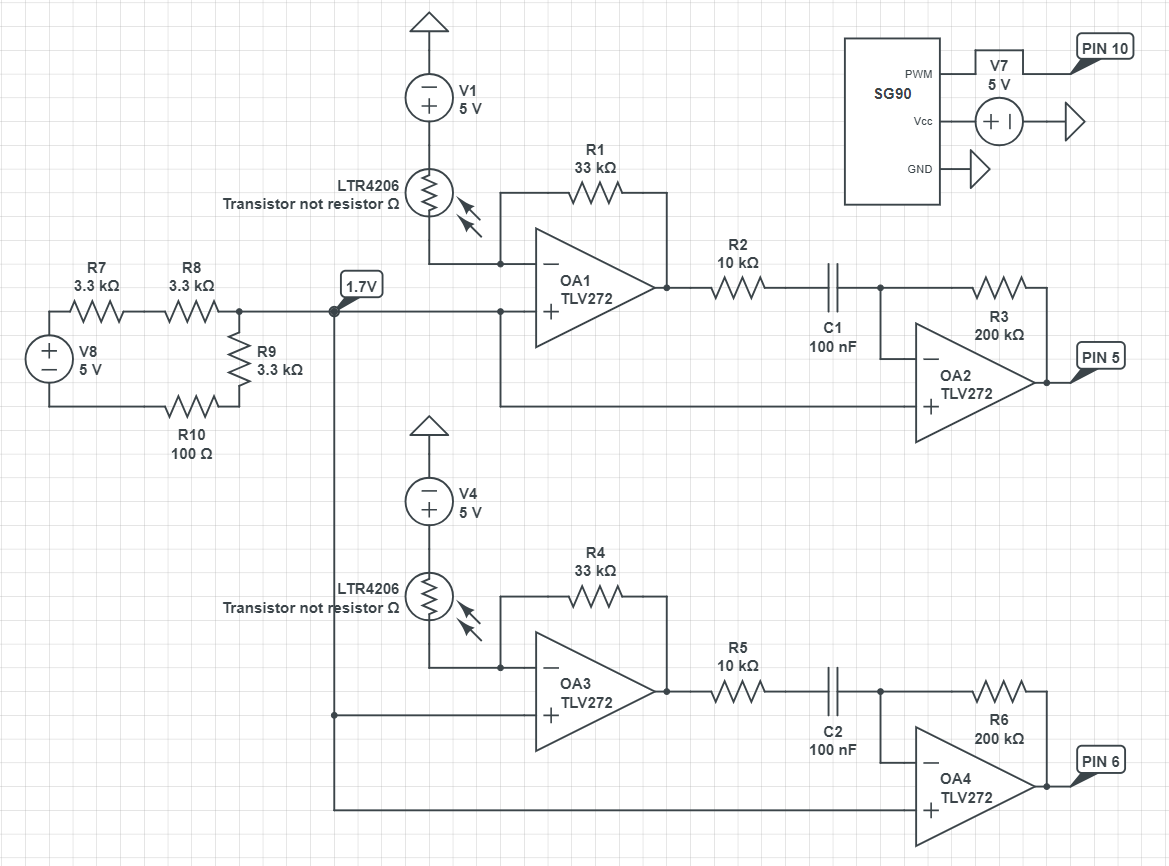 V1
5 V
LTR4206
Transistor not resistor Ω
R1
33 kΩ
OA1
TLV272
R2
10 kΩ
C1
100 nF
R3
200 kΩ
OA2
TLV272
PIN 5
SG90
PWM
Vcc
GND
V7
5 V
PIN 10
R7
3.3 kΩ
R8
3.3 kΩ
1.7V
V8
5 V
R9
3.3 kΩ
R10
100 Ω
V4
5 V
LTR4206
Transistor not resistor Ω
R4
33 kΩ
OA3
TLV272
R5
10 kΩ
C2
100 nF
R6
200 kΩ
OA4
TLV272
PIN 6